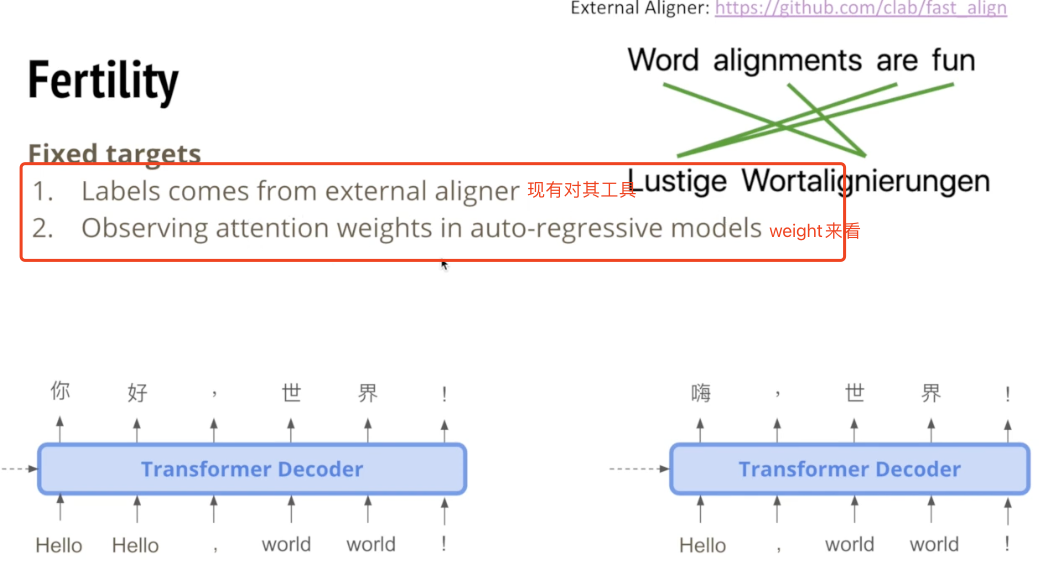 External Aligner: https://github.com/clab/fast_align
Fertility
Word alignments are fun
Lustige Wortalignierungen
Fixed targets
1. Labels comes from external aligner 现有对其工具
2. Observing attention weights in auto-regressive models weight来看
你 好 , 世 界 !
Transformer Decoder
Hello Hello , world world !
嗨 , 世 界 !
Transformer Decoder
Hello , world world !